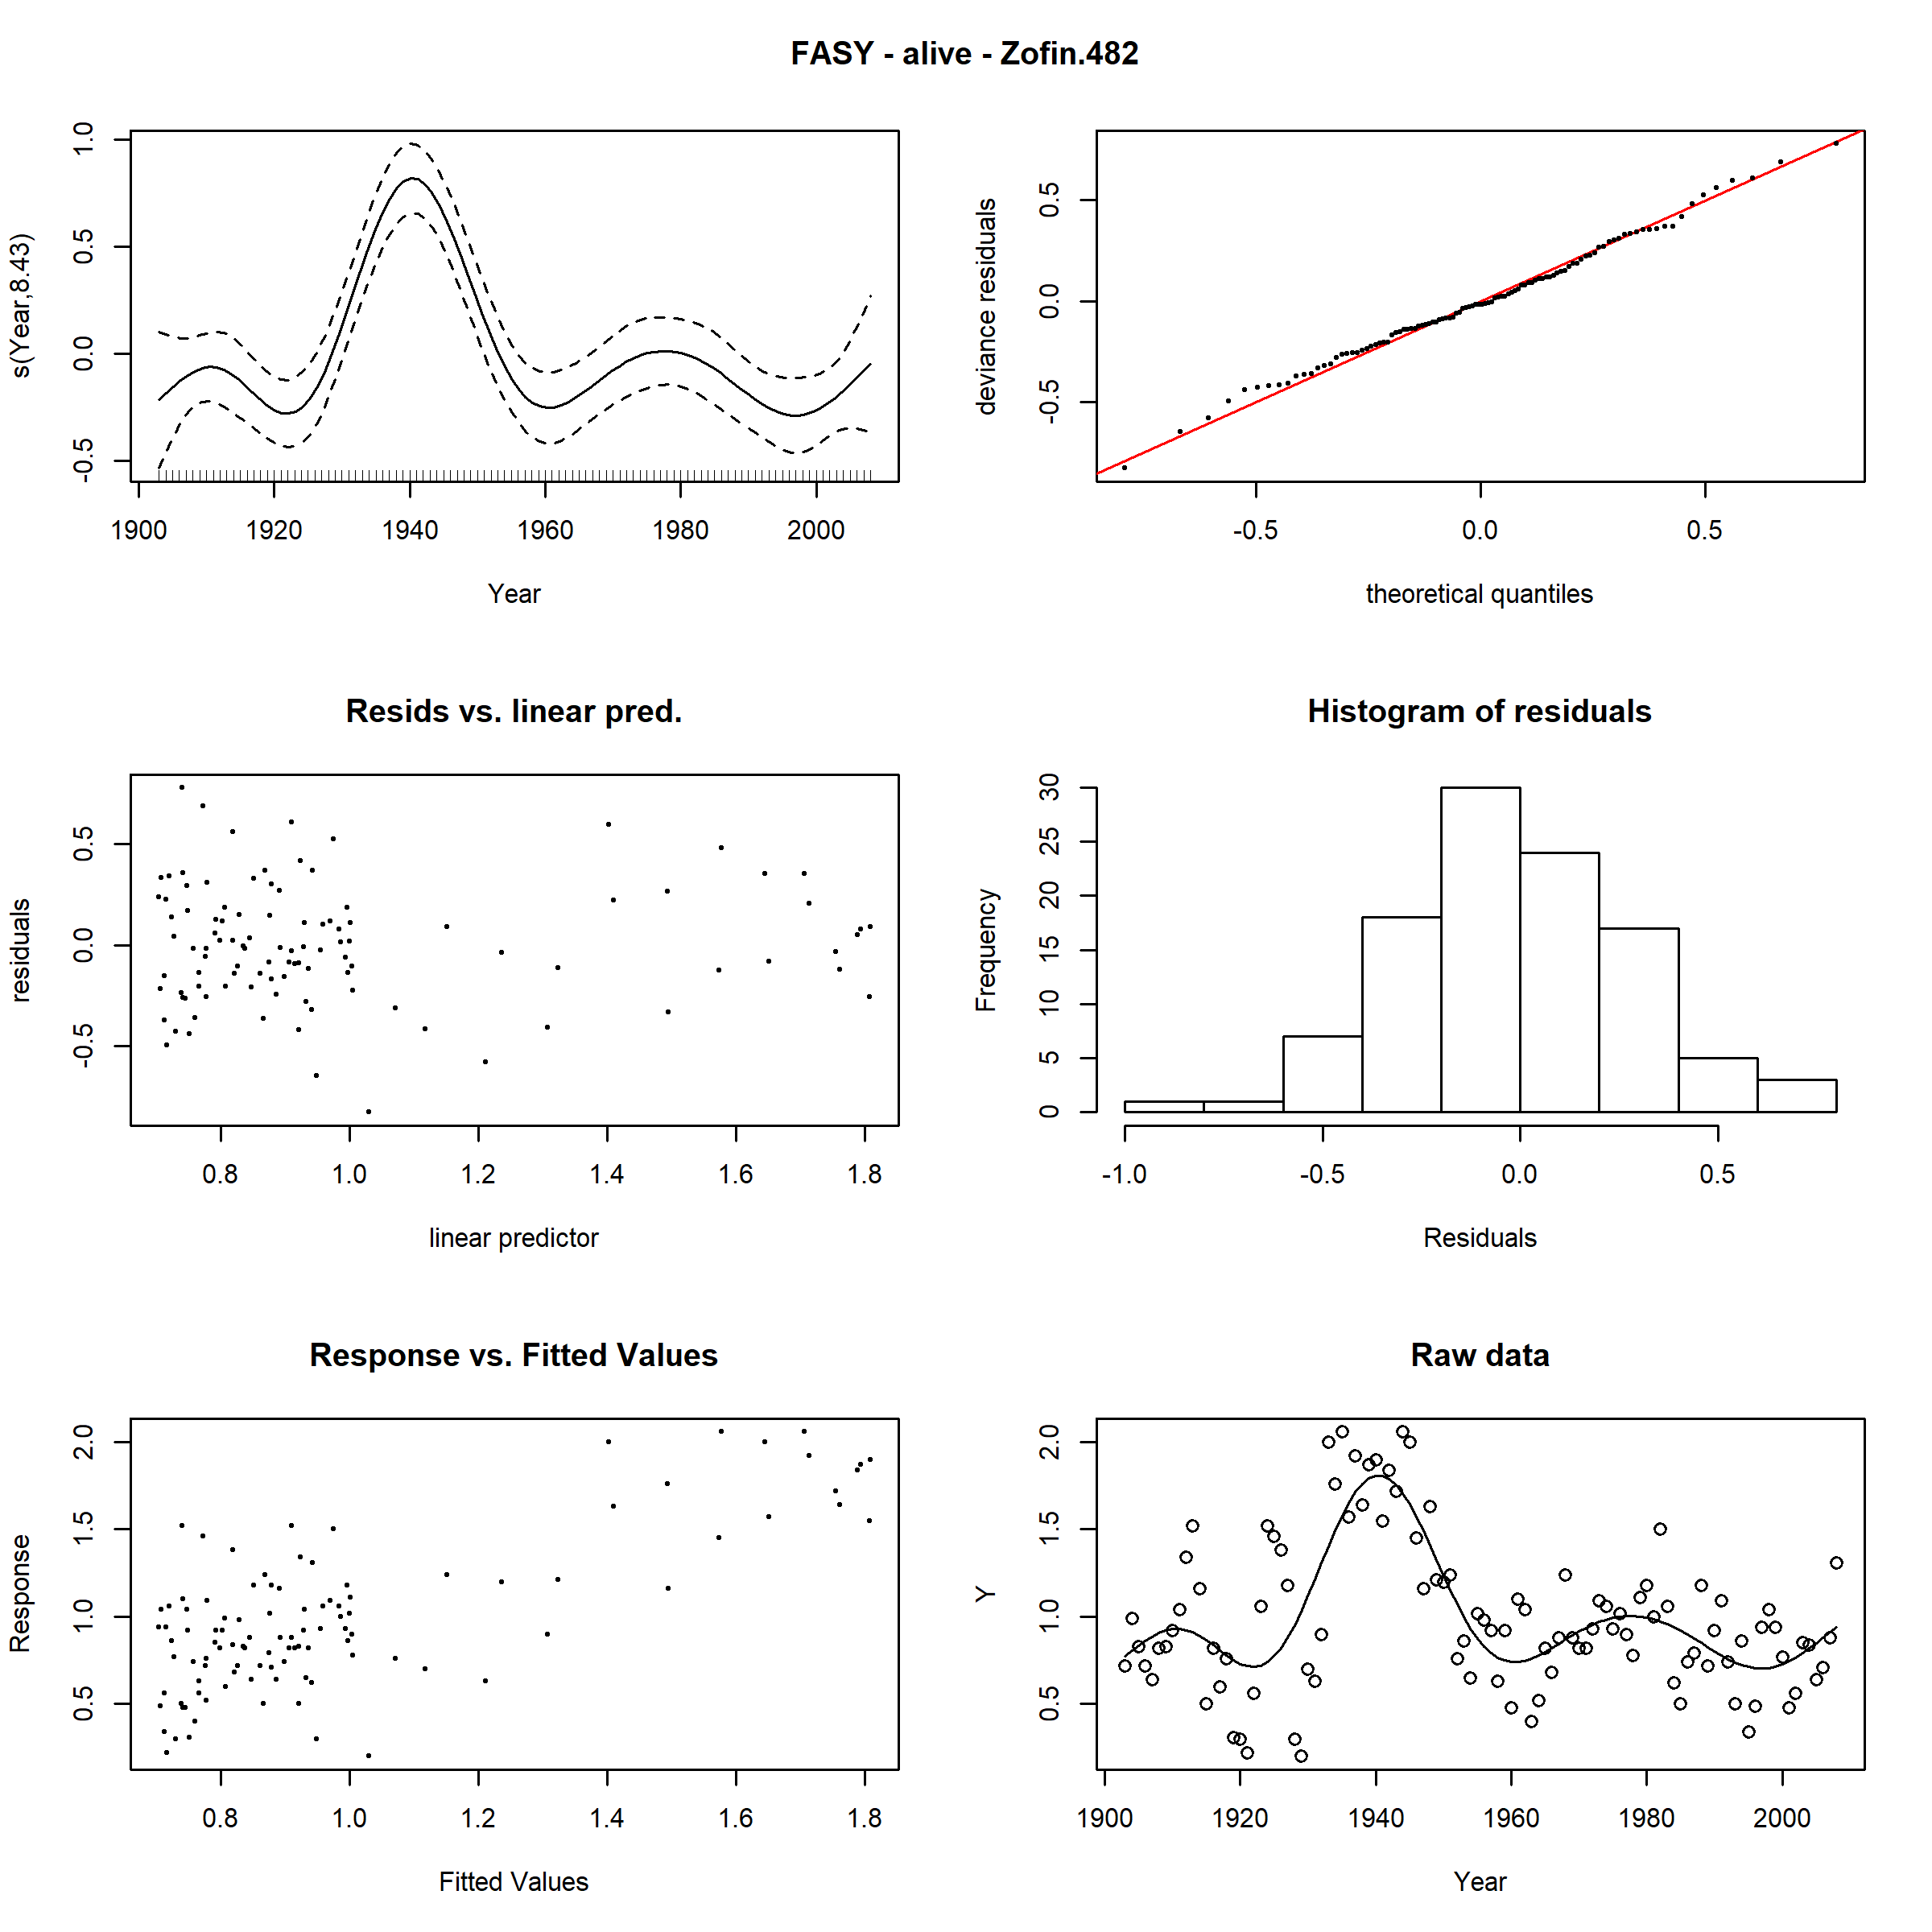 FASY - alive - Zofin.482
s(Year,8.43)
-0.5 0.0 0.5 1.0
1900 1920 1940 1960 1980 2000
Year
deviance residuals
-0.5 0.0 0.5
-0.5 0.0 0.5
theoretical quantiles
Resids vs. linear pred.
residuals
-0.5 0.0 0.5
0.8 1.0 1.2 1.4 1.6 1.8
linear predictor
Histogram of residuals
Frequency
0 5 10 15 20 25 30
-1.0 -0.5 0.0 0.5
Residuals
Response vs. Fitted Values
Response
0.5 1.0 1.5 2.0
0.8 1.0 1.2 1.4 1.6 1.8
Fitted Values
Raw data
Y
0.5 1.0 1.5 2.0
1900 1920 1940 1960 1980 2000
Year